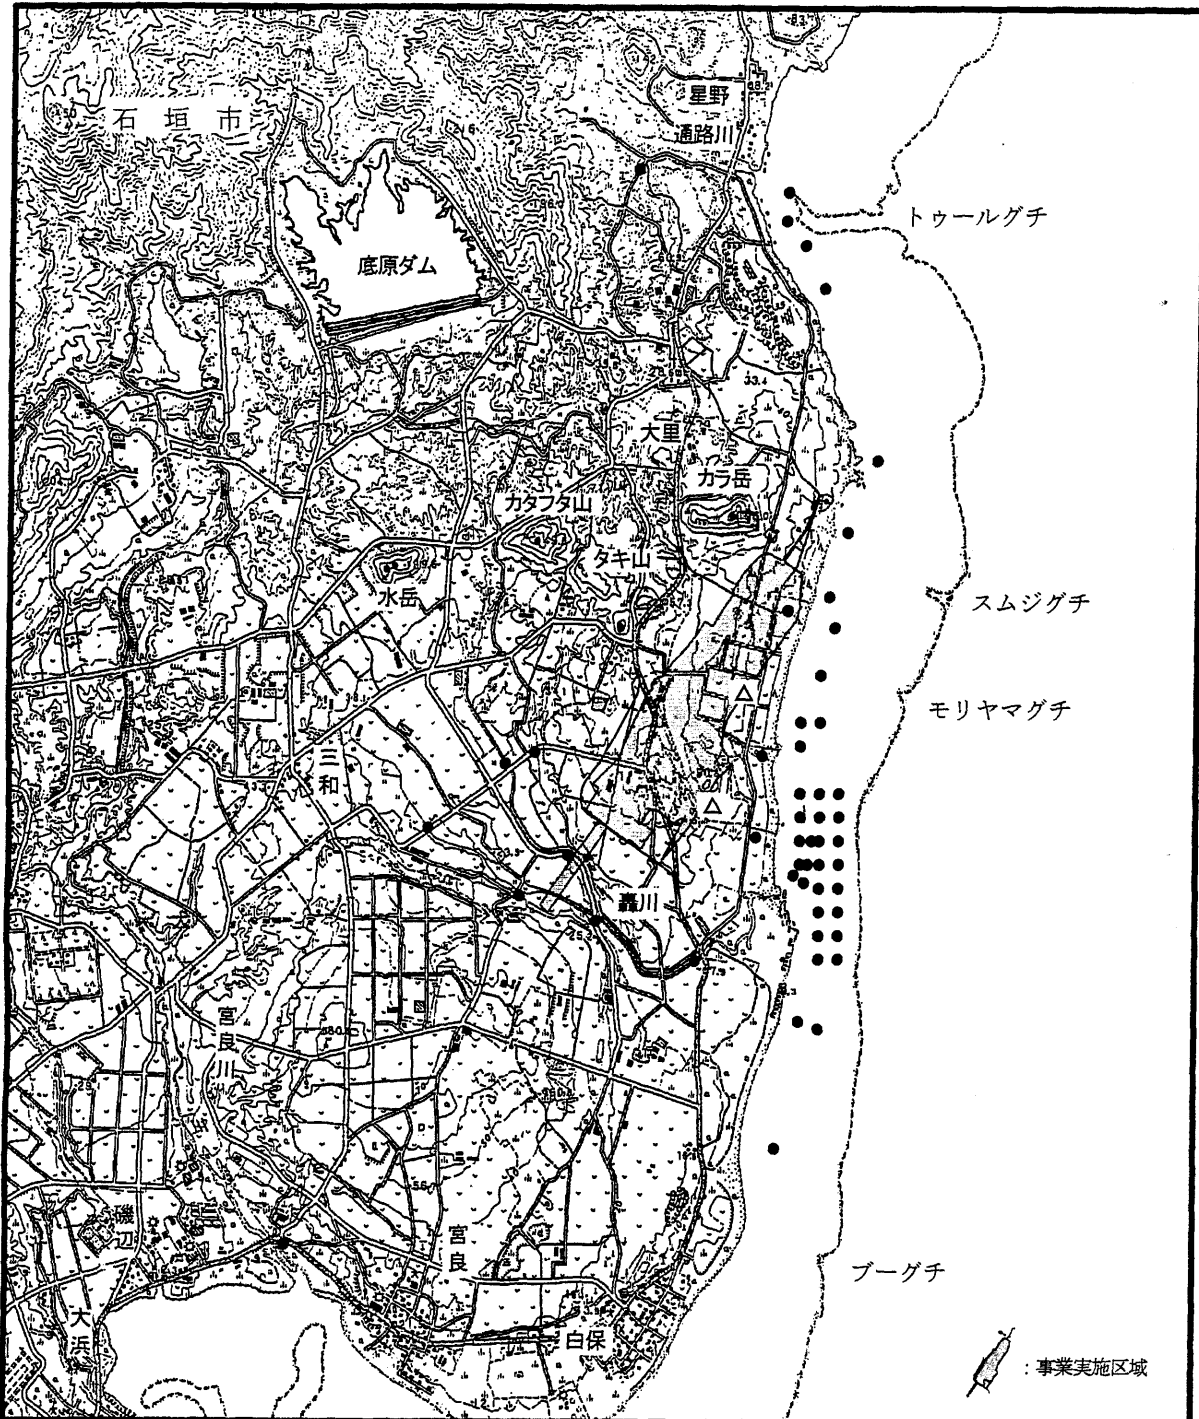 星野
石垣市
通路川
トゥールグチ
底原ダム
33.4
大里
カラ岳
カタフタ山
タキ山
水岳
スムジグチ
モリヤマグチ
三和
轟川
宮良川
磯辺
宮良
ブーグチ
大浜
白保
：事業実施区域